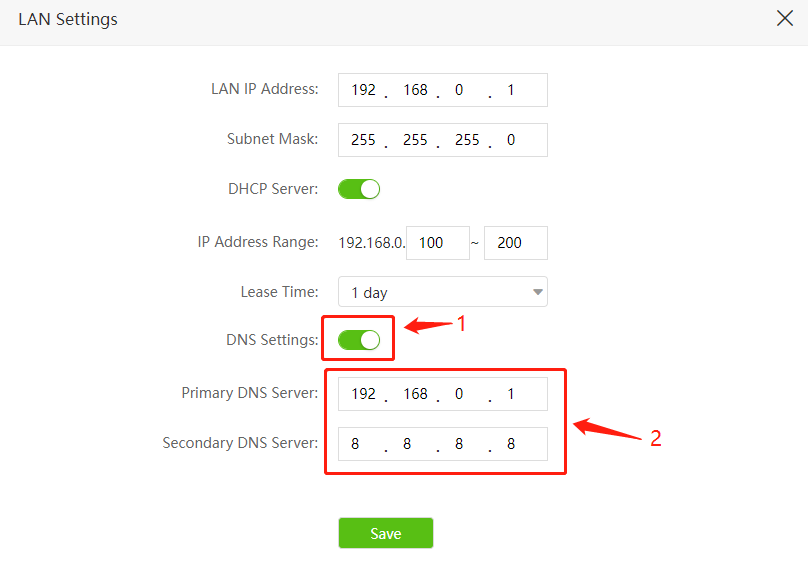 LAN Settings
LAN IP Address: 192 . 168 . 0 . 1
Subnet Mask: 255 . 255 . 255 . 0
DHCP Server:
IP Address Range: 192.168.0. 100 ~ 200
Lease Time: 1 day
DNS Settings: 1
Primary DNS Server: 192 . 168 . 0 . 1
2
Secondary DNS Server: 8 . 8 . 8 . 8
Save